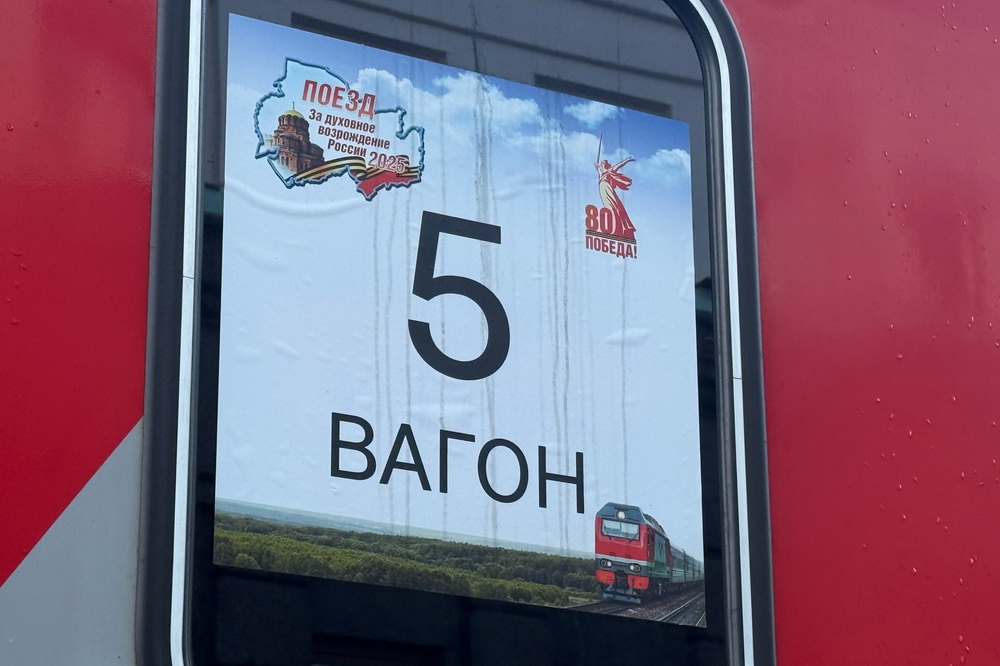 ПОЕЗД
За духовное
возрождение
России 2025
80
ПОБЕДА!
5
ВАГОН